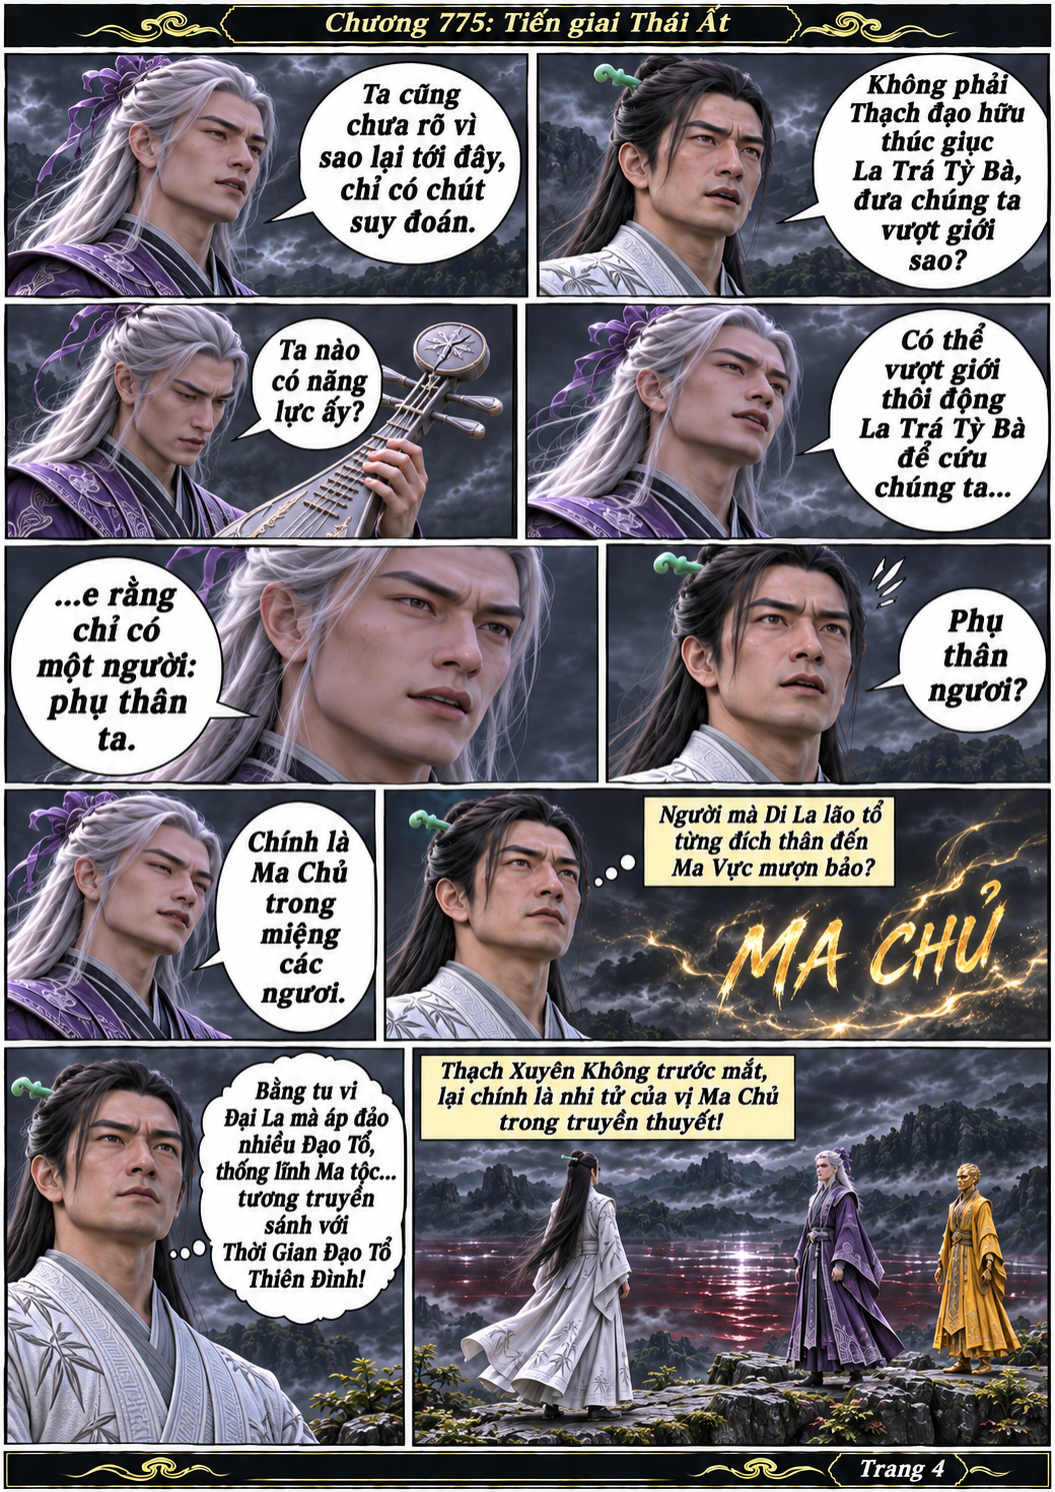 Chương 775: Tiến giai Thái Ất
Ta cũng
chưa rõ vì
sao lại tới đây,
chỉ có chút
suy đoán.
Không phải
Thạch đạo hữu
thúc giục
La Trá Tỳ Bà,
đưa chúng ta
vượt giới
sao?
Ta nào
có năng
lực ấy?
Có thể
vượt giới
thôi động
La Trá Tỳ Bà
để cứu
chúng ta...
...e rằng
chỉ có
một người:
phụ thân
ta.
Phụ
thân
ngươi?
Chính là
Ma Chủ
trong
miệng
các
ngươi.
Người mà Di La lão tổ
từng đích thân đến
Ma Vực mượn bảo?
MA CHỦ
Bằng tu vi
Đại La mà áp đảo
nhiều Đạo Tổ,
thống lĩnh Ma tộc...
tương truyền
sánh với
Thời Gian Đạo Tổ
Thiên Đình!
Thạch Xuyên Không trước mắt,
lại chính là nhi tử của vị Ma Chủ
trong truyền thuyết!
Trang 4